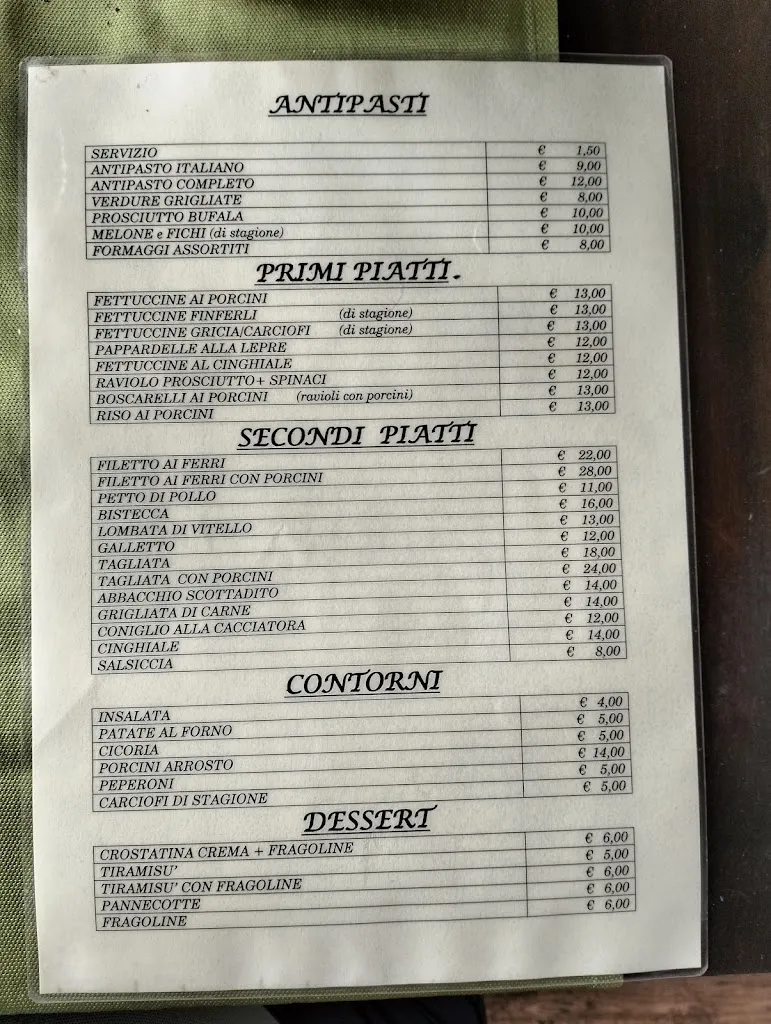 ANTIPASTI
SERVIZIO € 1,50
ANTIPASTO ITALIANO € 9,00
ANTIPASTO COMPLETO € 12,00
VERDURE GRIGLIATE € 8,00
PROSCIUTTO BUFALA € 10,00
MELONE e FICHI (di stagione) € 10,00
FORMAGGI ASSORTITI € 8,00
PRIMI PIATTI.
FETTUCCINE AI PORCINI € 13,00
FETTUCCINE FINFERLI (di stagione) € 13,00
FETTUCCINE GRICIA/CARCIOFI (di stagione) € 13,00
PAPPARDELLE ALLA LEPRE € 12,00
FETTUCCINE AL CINGHIALE € 12,00
RAVIOLO PROSCIUTTO+ SPINACI € 12,00
BOSCARELLI AI PORCINI (ravioli con porcini) € 13,00
RISO AI PORCINI € 13,00
SECONDI PIATTI
FILETTO AI FERRI € 22,00
FILETTO AI FERRI CON PORCINI € 28,00
PETTO DI POLLO € 11,00
BISTECCA € 16,00
LOMBATA DI VITELLO € 13,00
GALLETTO € 12,00
TAGLIATA € 18,00
TAGLIATA CON PORCINI € 24,00
ABBACCHIO SCOTTADITO € 14,00
GRIGLIATA DI CARNE € 14,00
CONIGLIO ALLA CACCIATORA € 12,00
CINGHIALE € 14,00
SALSICCIA € 8,00
CONTORNI
INSALATA € 4,00
PATATE AL FORNO € 5,00
CICORIA € 5,00
PORCINI ARROSTO € 14,00
PEPERONI € 5,00
CARCIOFI DI STAGIONE € 5,00
DESSERT
CROSTATINA CREMA + FRAGOLINE € 6,00
TIRAMISU' € 5,00
TIRAMISU' CON FRAGOLINE € 6,00
PANNECOTTE € 6,00
FRAGOLINE € 6,00